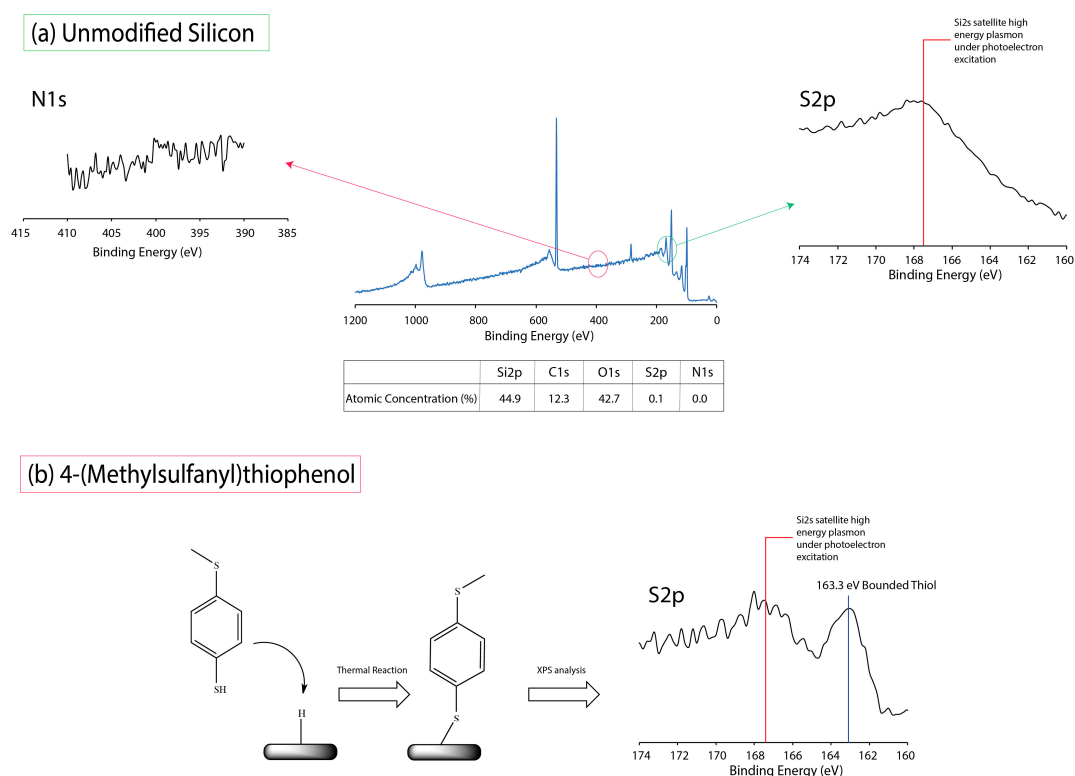 (a) Unmodified Silicon
N1s
415 410 405 400 395 390 385
Binding Energy (eV)
1200 1000 800 600 400 200 0
Binding Energy (eV)
Si2s satellite high
energy plasmon
under photoelectron
excitation
S2p
174 172 170 168 166 164 162 160
Binding Energy (eV)
Si2p C1s O1s S2p N1s
Atomic Concentration (%) 44.9 12.3 42.7 0.1 0.0
(b) 4-(Methylsulfanyl)thiophenol
S
SH
H
Thermal Reaction
S
S
XPS analysis
Si2s satellite high
energy plasmon
under photoelectron
excitation
163.3 eV Bounded Thiol
S2p
174 172 170 168 166 164 162 160
Binding Energy (eV)